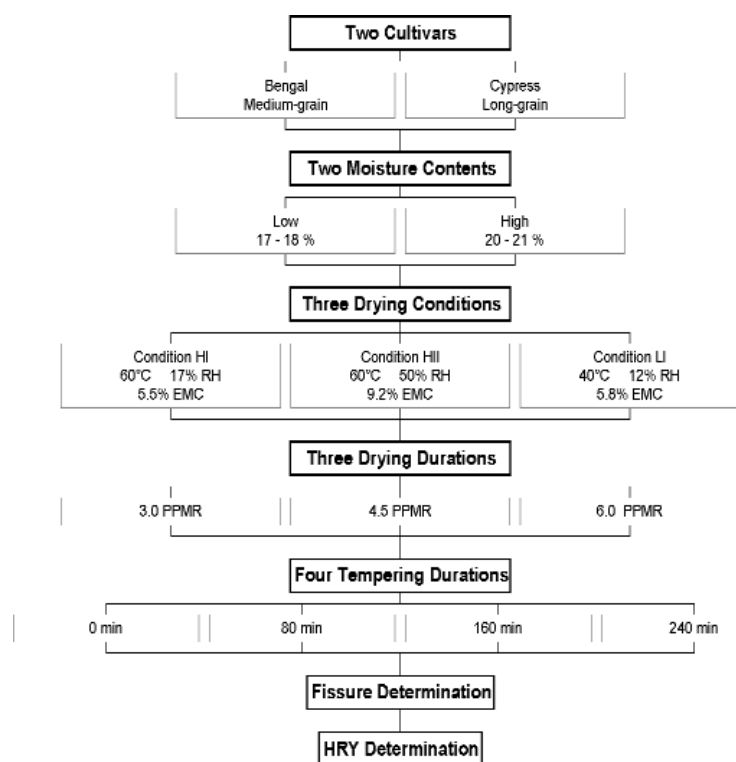 Two Cultivars
Bengal
Medium-grain
Cypress
Long-grain
Two Moisture Contents
Low
17 - 18 %
High
20 - 21 %
Three Drying Conditions
Condition HI
60°C 17% RH
5.5% EMC
Condition HII
60°C 50% RH
9.2% EMC
Condition LI
40°C 12% RH
5.8% EMC
Three Drying Durations
3.0 PPMR
4.5 PPMR
6.0 PPMR
Four Tempering Durations
0 min
80 min
160 min
240 min
Fissure Determination
HRY Determination